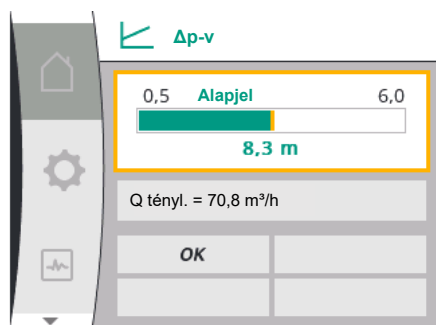 Δp-v
0,5 Alapjel 6,0
8,3 m
Q tényl. = 70,8 m³/h
OK